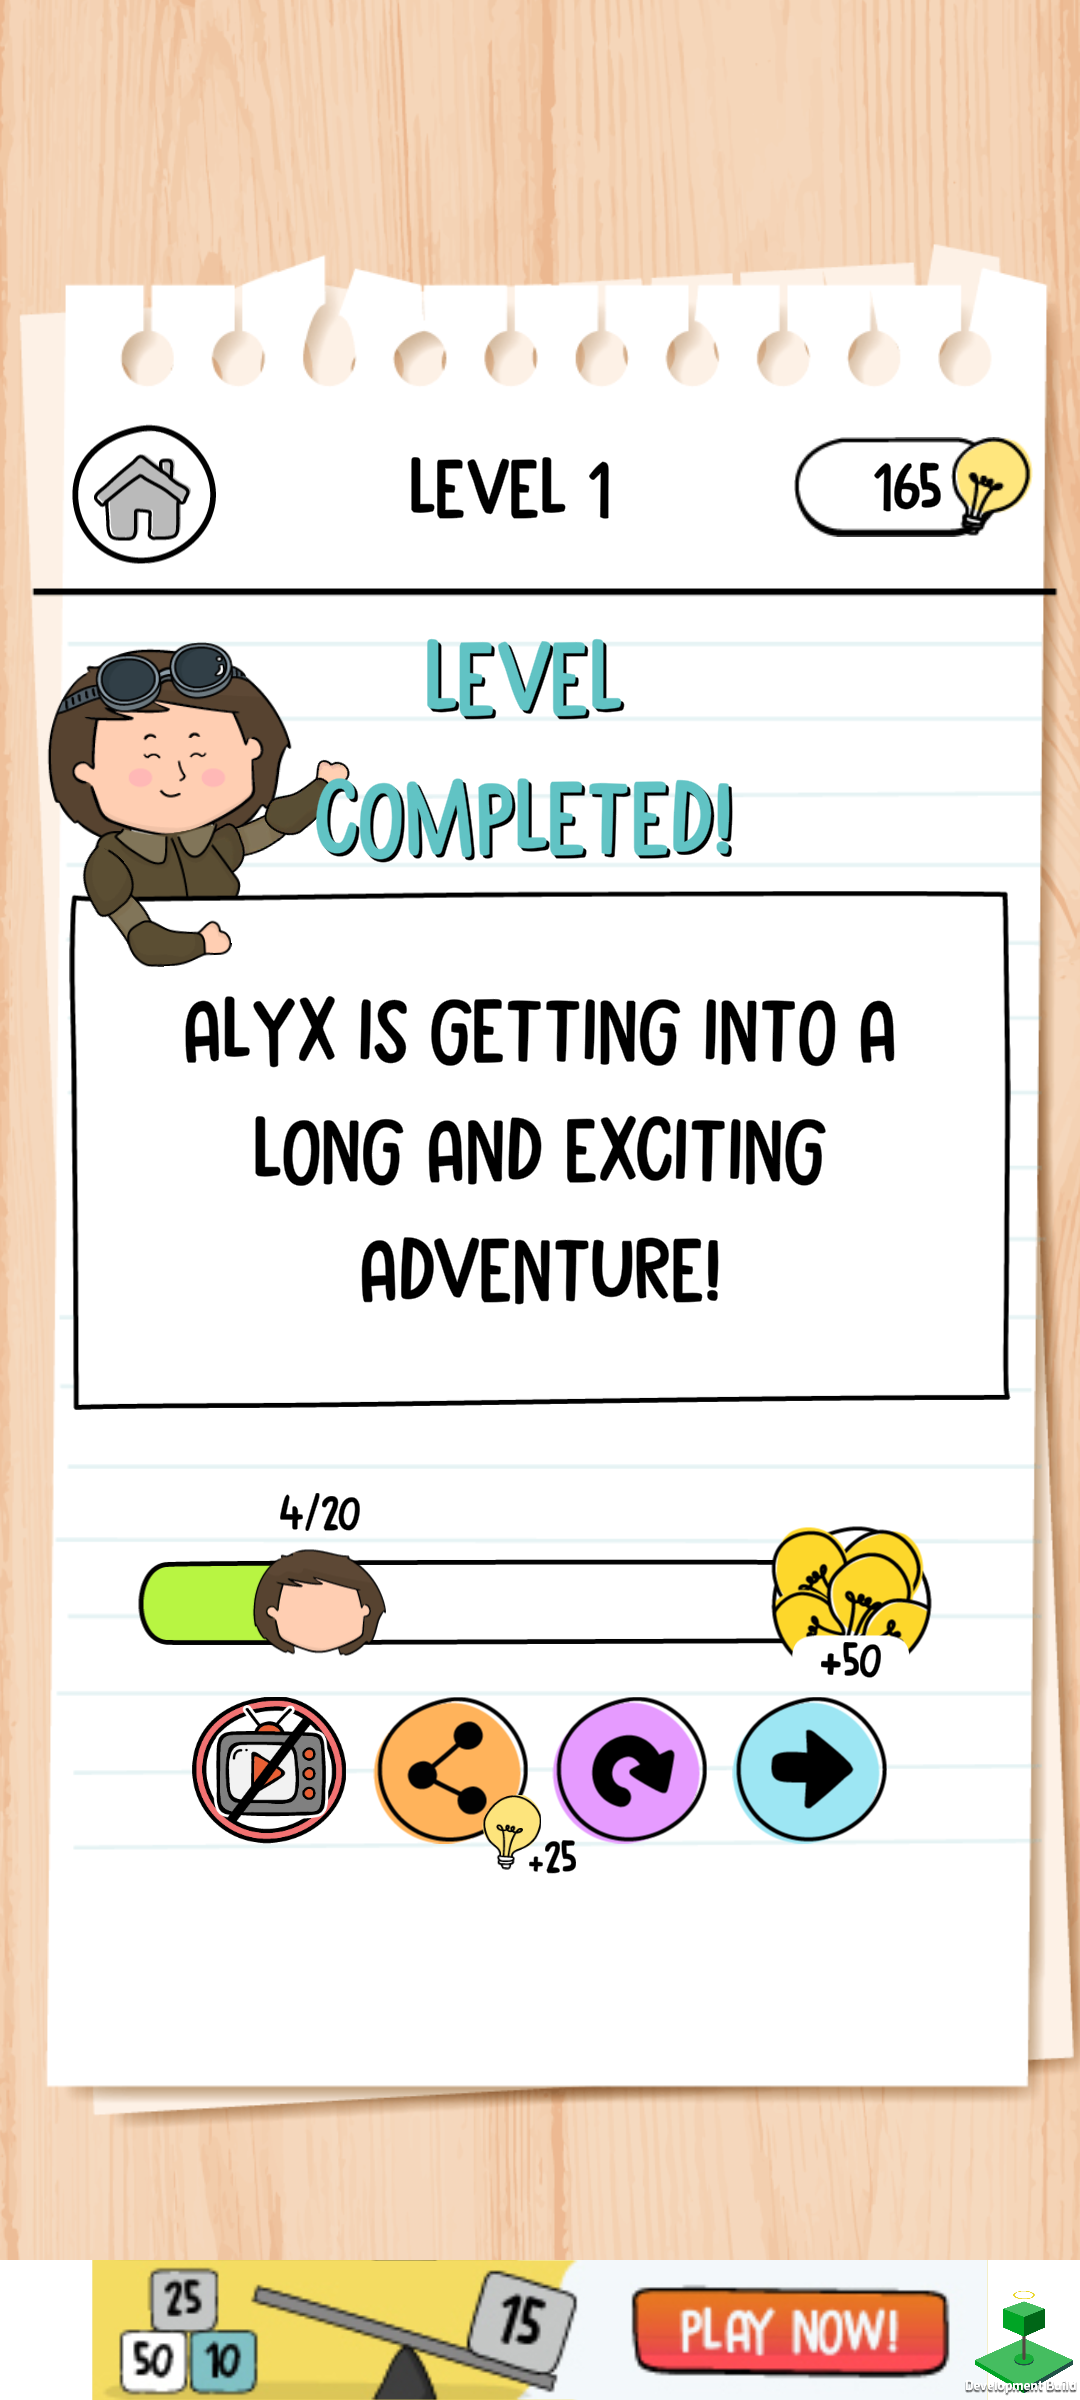 LEVEL 1
165
LEVEL
COMPLETED!
ALYX IS GETTING INTO A
LONG AND EXCITING
ADVENTURE!
4/20
+50
+25
25
50 10
15
PLAY NOW!
Development Build